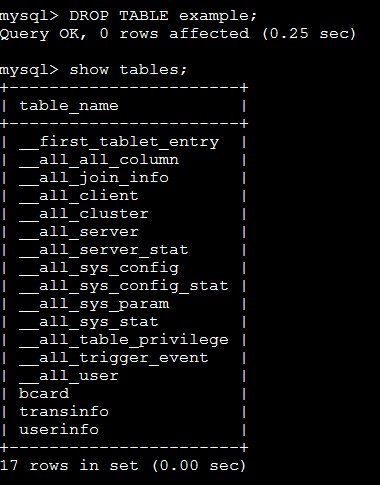 mysql> DROP TABLE example;
Query OK, 0 rows affected (0.25 sec)
mysql> show tables;
+------------------------+
| table_name             |
+------------------------+
| __first_tablet_entry   |
| __all_all_column       |
| __all_join_info        |
| __all_client           |
| __all_cluster          |
| __all_server           |
| __all_server_stat      |
| __all_sys_config       |
| __all_sys_config_stat  |
| __all_sys_param        |
| __all_sys_stat         |
| __all_table_privilege  |
| __all_trigger_event    |
| __all_user             |
| bcard                  |
| transinfo              |
| userinfo               |
+------------------------+
17 rows in set (0.00 sec)